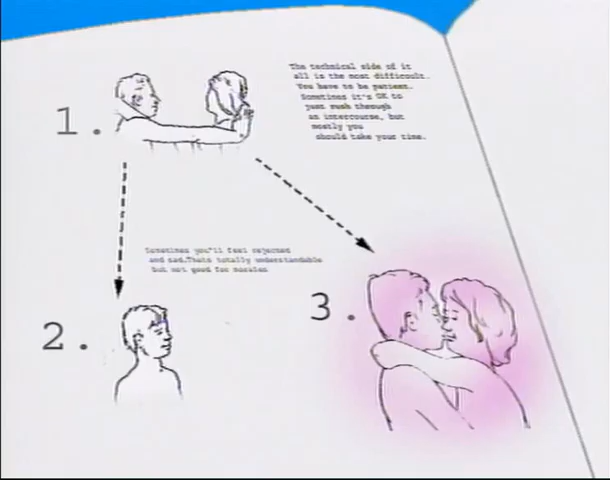 The technical side of it
all is the most difficult.
You have to be patient.
Sometimes it's OK to
just rush through
an intercourse, but
mostly you
should take your time.
1.
Sometimes you'll feel rejected
and sad.Thats totally understandable
but not good for morales
2.
3.